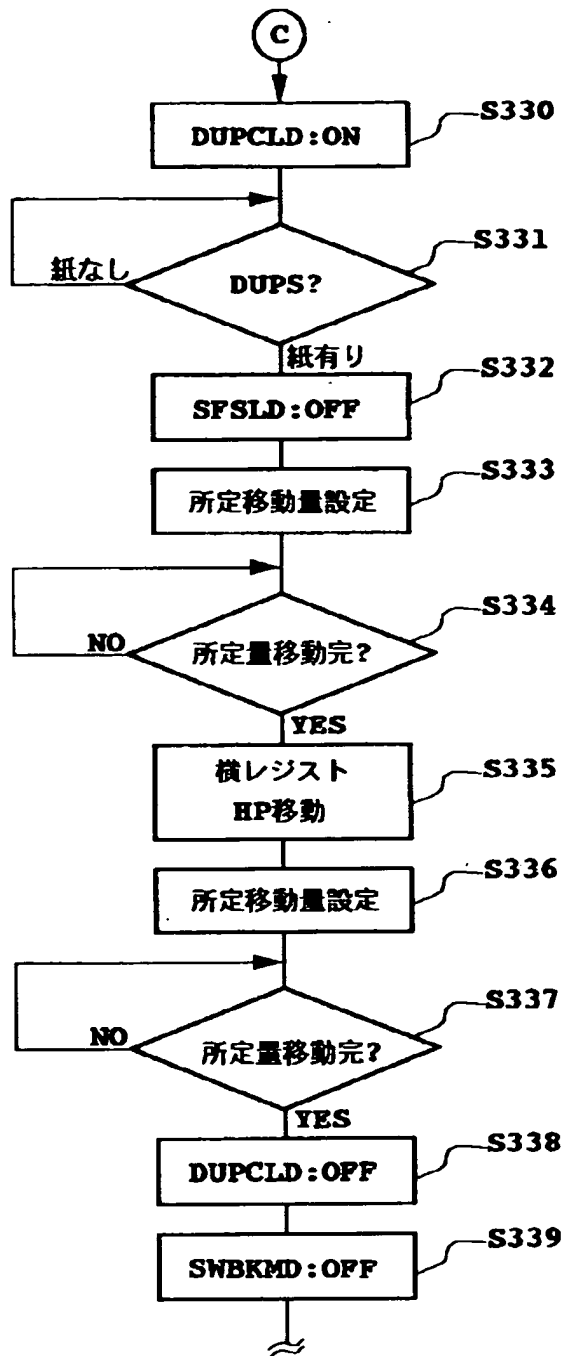 C
DUPCLD:ON
S330
S331
紙なし
DUPS?
紙有り
S332
SFSLD:OFF
S333
所定移動量設定
S334
NO
所定量移動完?
YES
横レジスト
HP移動
S335
S336
所定移動量設定
S337
NO
所定量移動完?
YES
S338
DUPCLD:OFF
S339
SWBKMD:OFF